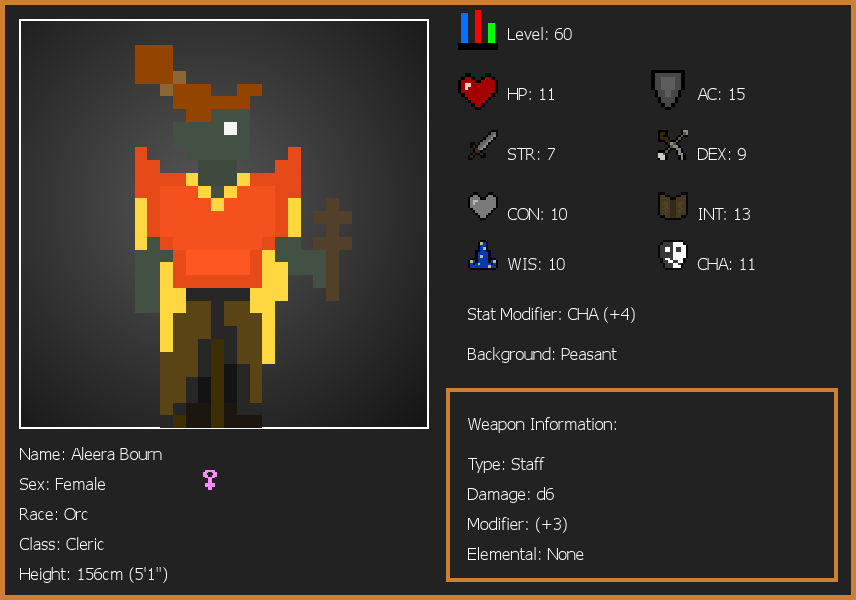 Level: 60
HP: 11
AC: 15
STR: 7
DEX: 9
CON: 10
INT: 13
WIS: 10
CHA: 11
Stat Modifier: CHA (+4)
Background: Peasant
Weapon Information:
Type: Staff
Damage: d6
Modifier: (+3)
Elemental: None
Name: Aleera Bourn
Sex: Female
Race: Orc
Class: Cleric
Height: 156cm (5'1")